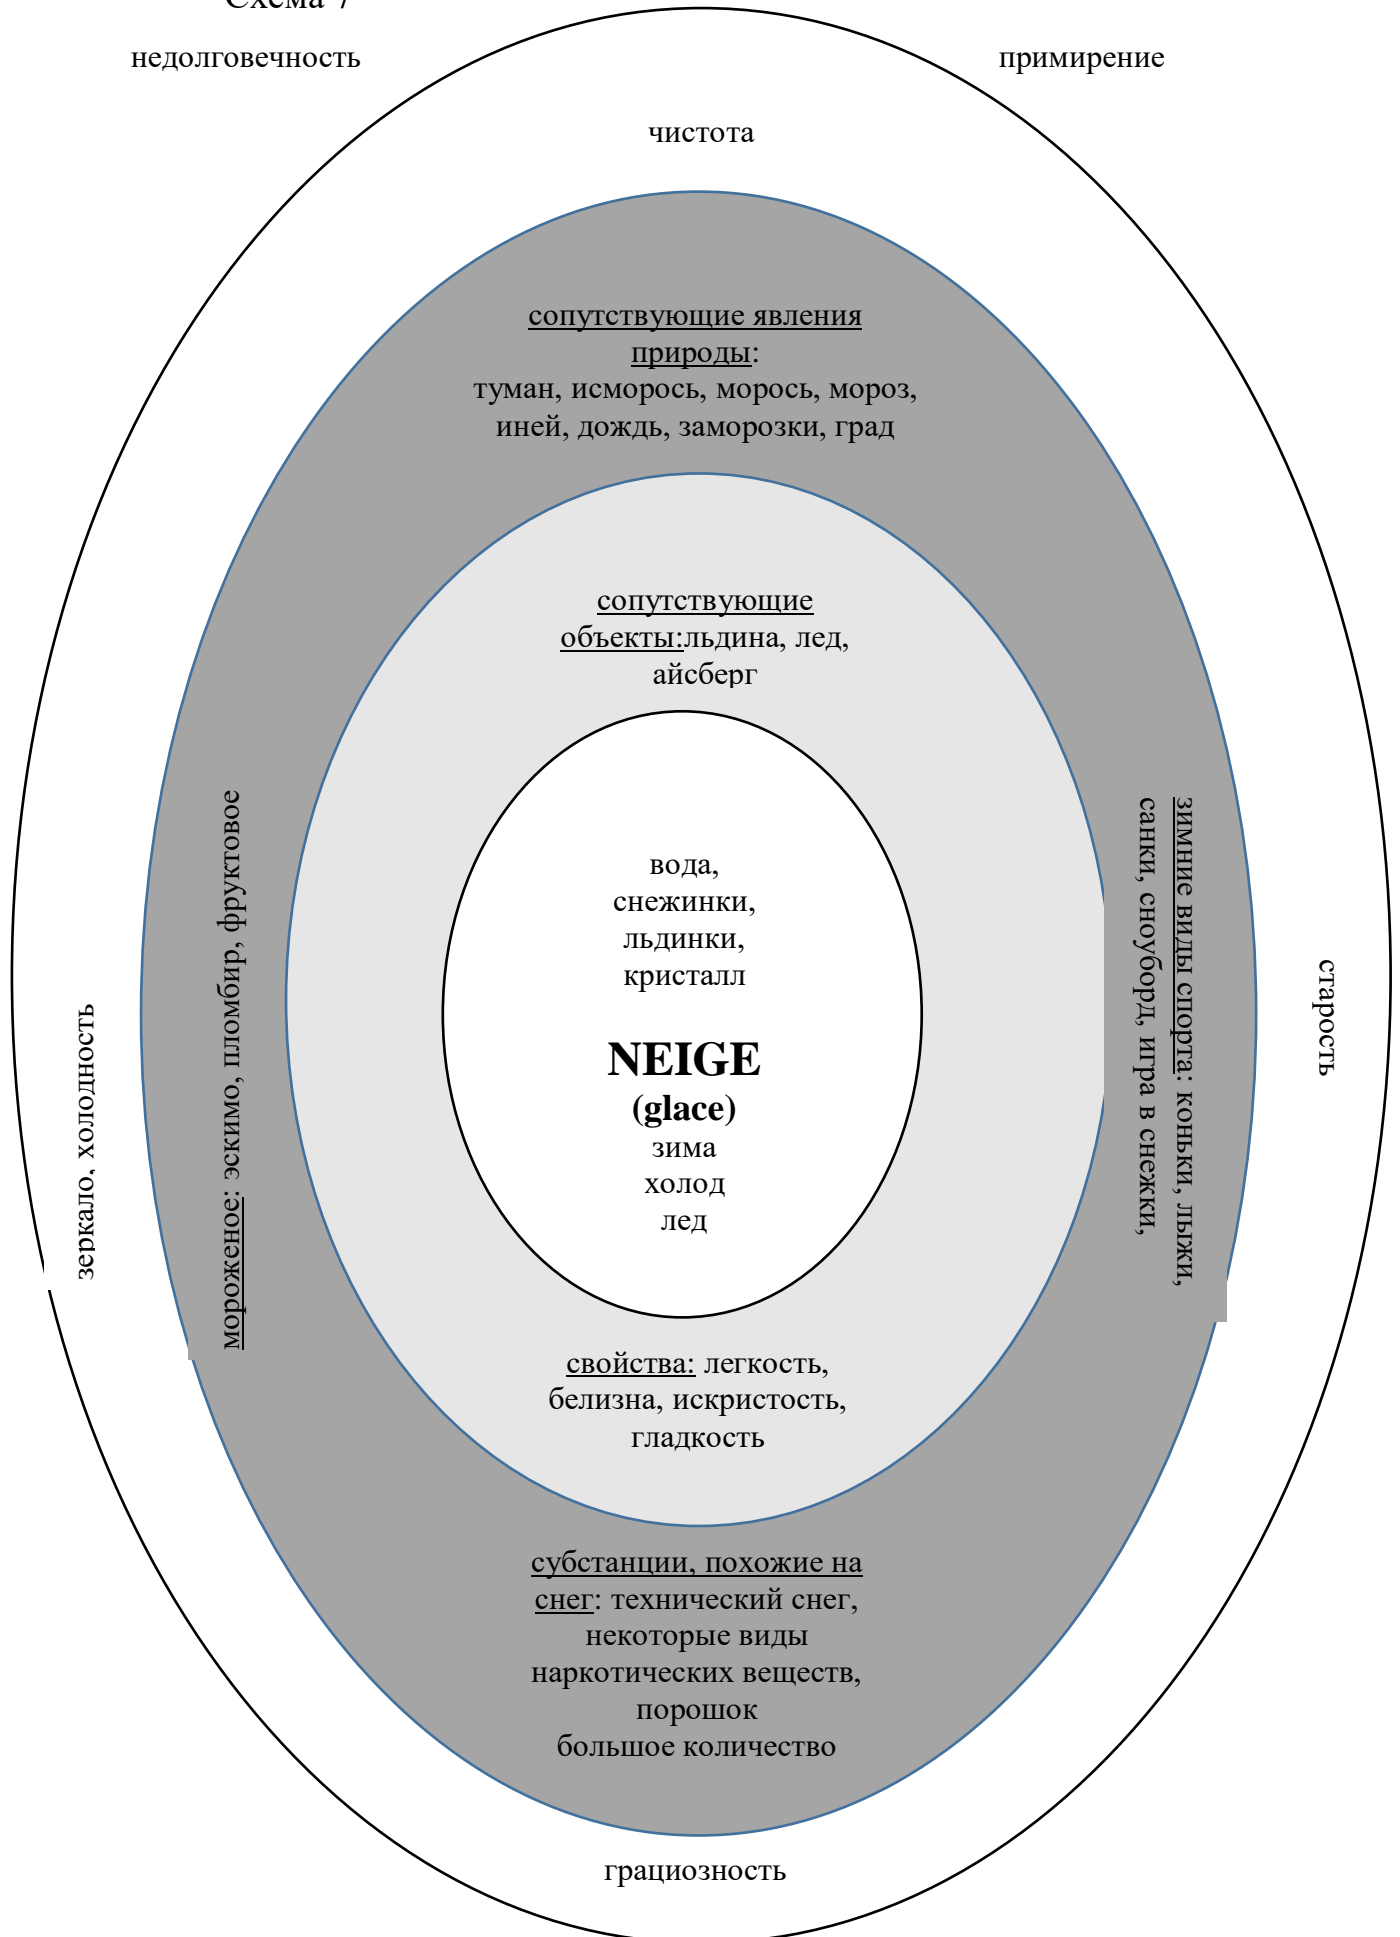 Схема 7
недолговечность
примирение
чистота
сопутствующие явления
природы:
туман, исморось, морось, мороз,
иней, дождь, заморозки, град
сопутствующие
объекты:льдина, лед,
айсберг
вода,
снежинки,
льдинки,
кристалл
NEIGE
(glace)
зима
холод
лед
зеркало, холодность
мороженое: эскимо, пломбир, фруктовое
зимние виды спорта: коньки, лыжи,
санки, сноуборд, игра в снежки,
старость
свойства: легкость,
белизна, искристость,
гладкость
субстанции, похожие на
снег: технический снег,
некоторые виды
наркотических веществ,
порошок
большое количество
грациозность